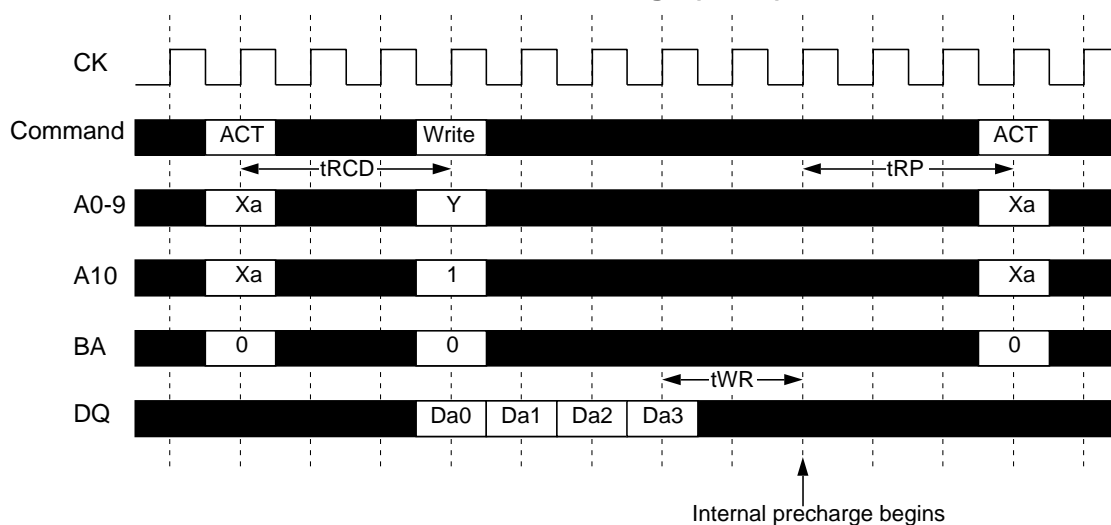 CK
Command ACT Write ACT
tRCD tRP
A0-9 Xa Y Xa
A10 Xa 1 Xa
BA 0 0 0
tWR
DQ Da0 Da1 Da2 Da3
Internal precharge begins